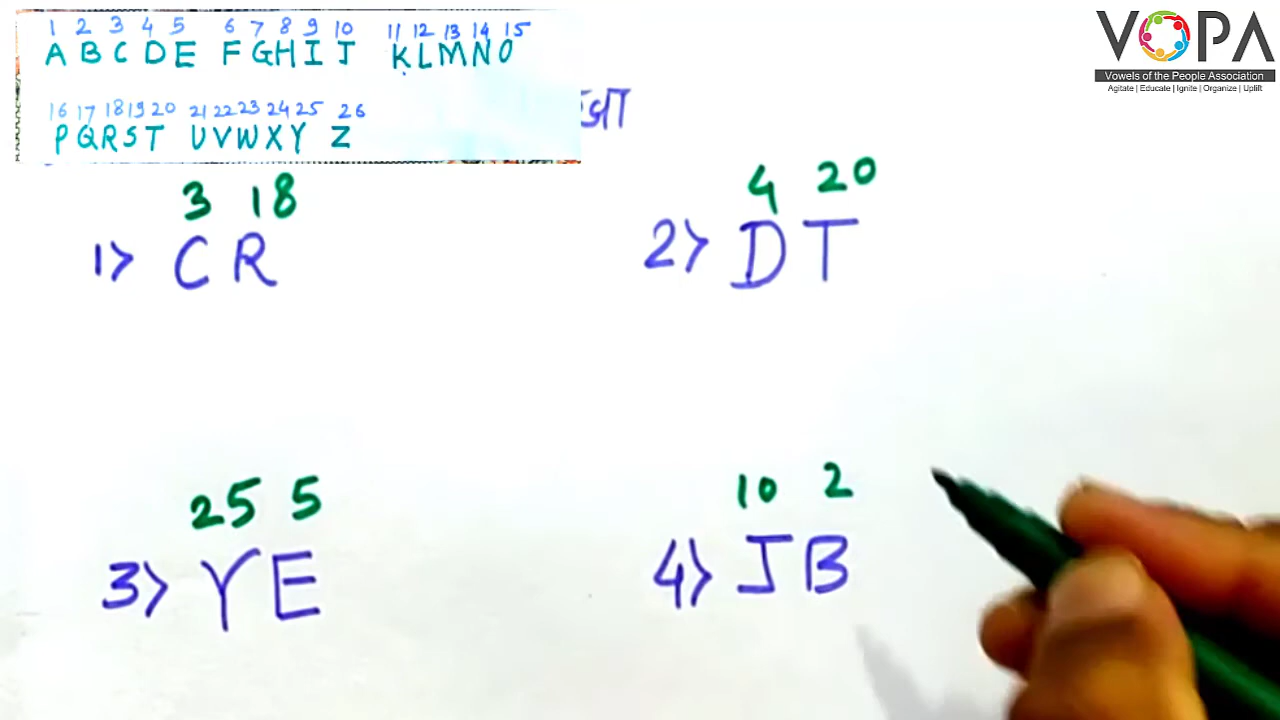 1 2 3 4 5 6 7 8 9 10 11 12 13 14 15
A B C D E F G H I J K L M N O
16 17 18 19 20 21 22 23 24 25 26
P Q R S T U V W X Y Z
VOPA
Vowels of the People Association
Agitate | Educate | Ignite | Organize | Uplift
3 18
1> C R
4 20
2> D T
25 5
3> Y E
10 2
4> J B